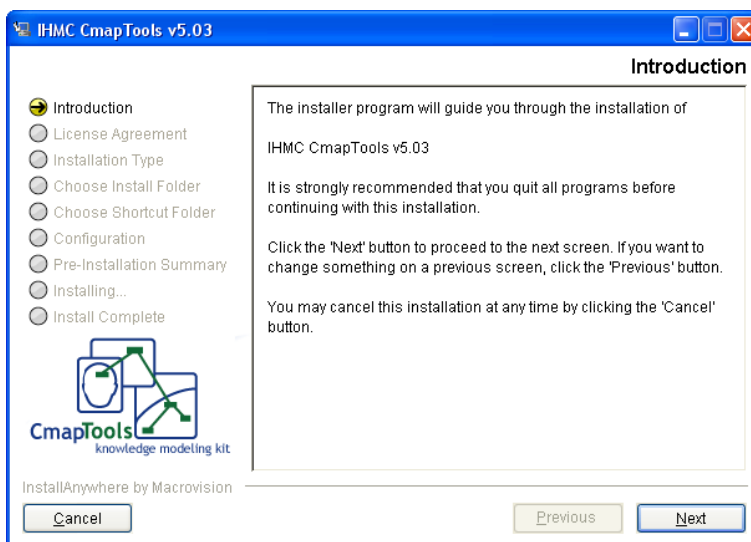 IHMC CmapTools v5.03
Introduction
Introduction
License Agreement
Installation Type
Choose Install Folder
Choose Shortcut Folder
Configuration
Pre-Installation Summary
Installing...
Install Complete
The installer program will guide you through the installation of
IHMC CmapTools v5.03
It is strongly recommended that you quit all programs before
continuing with this installation.
Click the 'Next' button to proceed to the next screen. If you want to
change something on a previous screen, click the 'Previous' button.
You may cancel this installation at any time by clicking the 'Cancel'
button.
CmapTools
knowledge modeling kit
InstallAnywhere by Macrovision
Cancel
Previous
Next